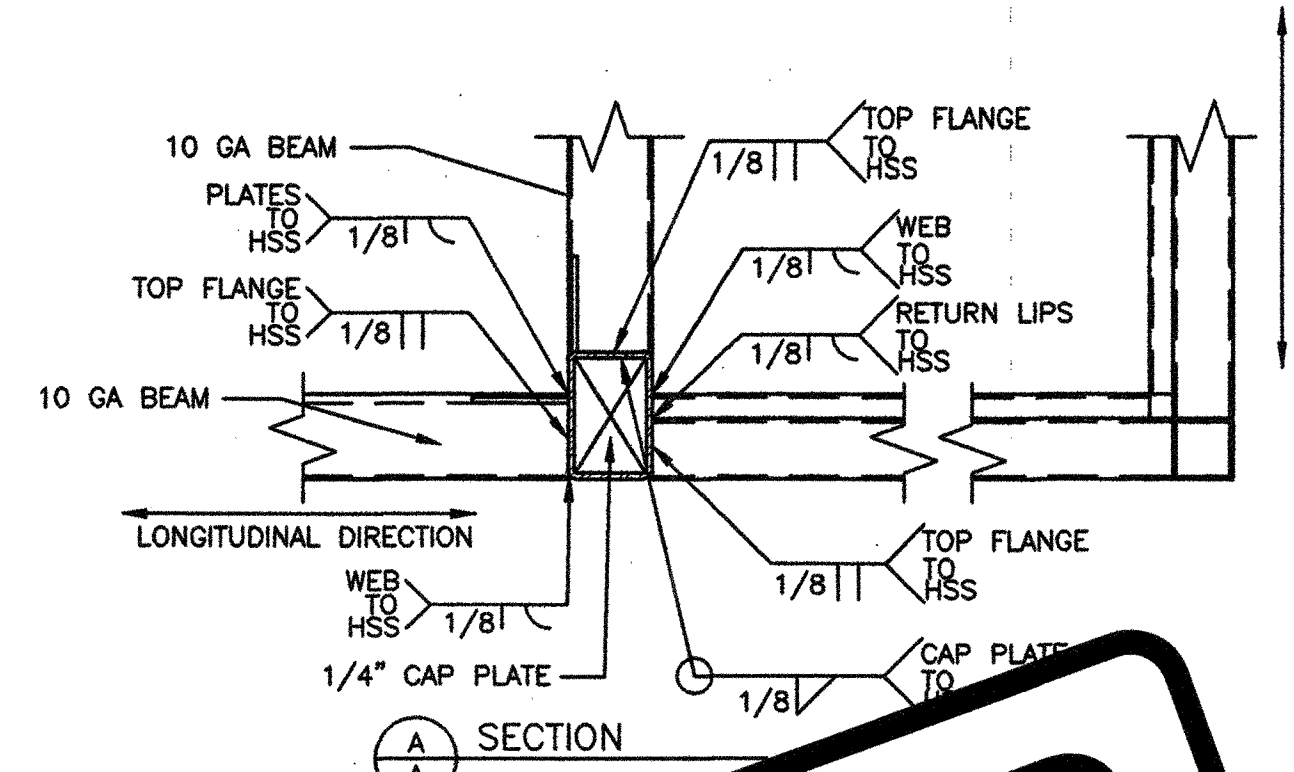 TOP FLANGE
TO
HSS
1/8
10 GA BEAM
PLATES
TO
HSS
1/8
WEB
TO
HSS
1/8
TOP FLANGE
TO
HSS
1/8
RETURN LIPS
TO
HSS
1/8
10 GA BEAM
LONGITUDINAL DIRECTION
TOP FLANGE
TO
HSS
1/8
WEB
TO
HSS
1/8
1/4" CAP PLATE
CAP PLATE
TO
1/8
A
SECTION